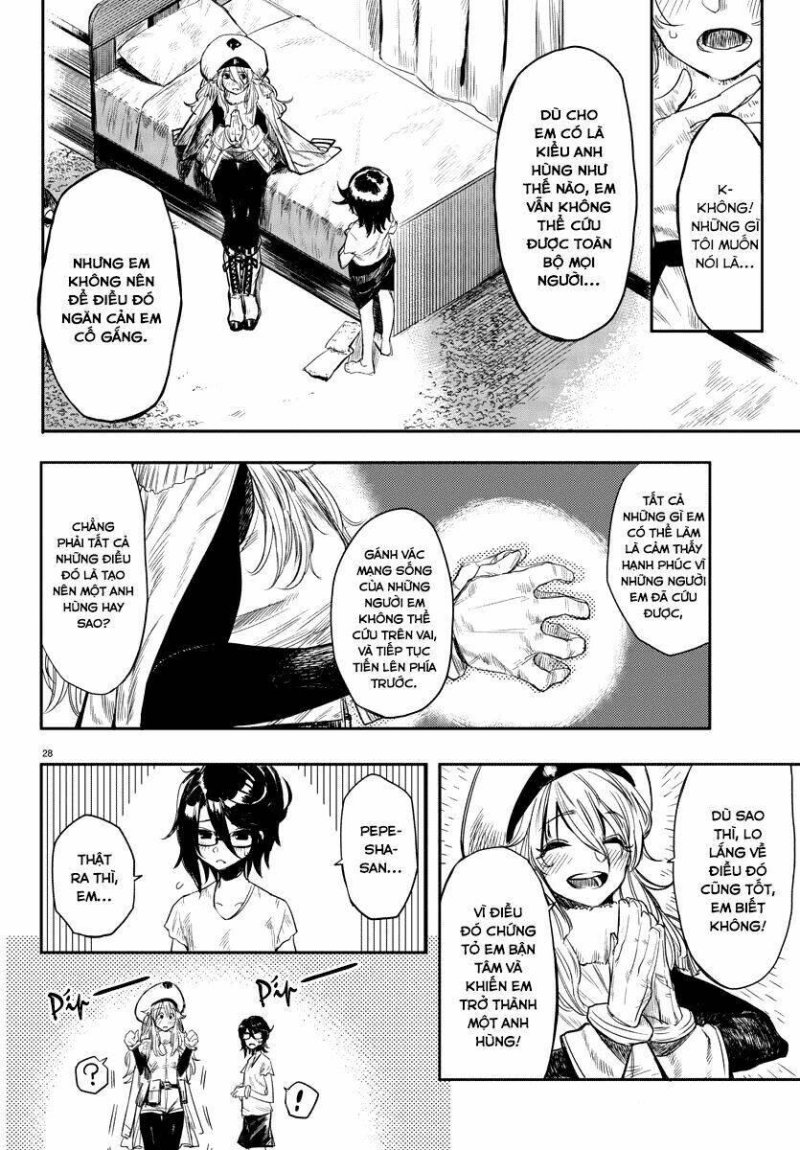 K-
KHÔNG!
NHỮNG GÌ
TÔI MUỐN
NÓI LÀ...
DÙ CHO
EM CÓ LÀ
KIỂU ANH
HÙNG NHƯ
THẾ NÀO, EM
VẪN KHÔNG
THỂ CỨU
ĐƯỢC TOÀN
BỘ MỌI
NGƯỜI...
NHƯNG EM
KHÔNG NÊN
ĐỂ ĐIỀU ĐÓ
NGĂN CẢN EM
CỐ GẮNG.
TẤT CẢ
NHỮNG GÌ EM
CÓ THỂ LÀM
LÀ CẢM THẤY
HẠNH PHÚC VÌ
NHỮNG NGƯỜI
EM ĐÃ CỨU
ĐƯỢC,
GÁNH VÁC
MẠNG SỐNG
CỦA NHỮNG
NGƯỜI EM
KHÔNG THỂ
CỨU TRÊN VAI,
VÀ TIẾP TỤC
TIẾN LÊN PHÍA
TRƯỚC.
CHẲNG
PHẢI TẤT CẢ
NHỮNG ĐIỀU
ĐÓ LÀ TẠO
NÊN MỘT ANH
HÙNG HAY
SAO?
28
DÙ SAO
THÌ, LO
LẮNG VỀ
ĐIỀU ĐÓ
CŨNG TỐT,
EM BIẾT
KHÔNG!
VÌ ĐIỀU
ĐÓ CHỨNG
TỎ EM BẬN
TÂM VÀ
KHIẾN EM
TRỞ THÀNH
MỘT ANH
HÙNG!
PEPE-
SHA-
SAN...
THẬT
RA THÌ,
EM...
Píp
Píp
?
!